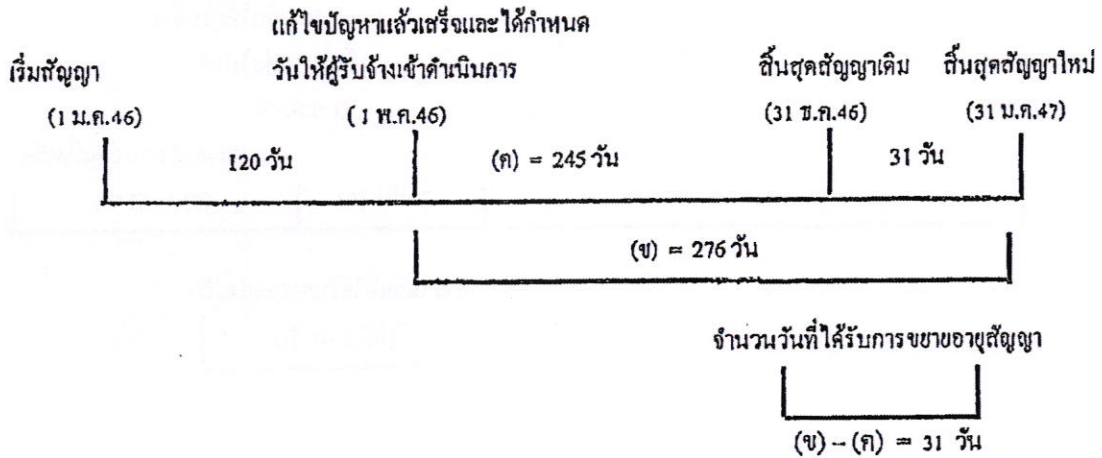 แก้ไขปัญหาแล้วเสร็จและได้กำหนด
วันให้ผู้รับจ้างเข้าดำเนินการ
เริ่มสัญญา
สิ้นสุดสัญญาเดิม
สิ้นสุดสัญญาใหม่
(1 ม.ค.46)
(1 พ.ค.46)
(31 ธ.ค.46)
(31 ม.ค.47)
120 วัน
(ค) = 245 วัน
31 วัน
(ข) = 276 วัน
จำนวนวันที่ได้รับการขยายอายุสัญญา
(ข) – (ค) = 31 วัน